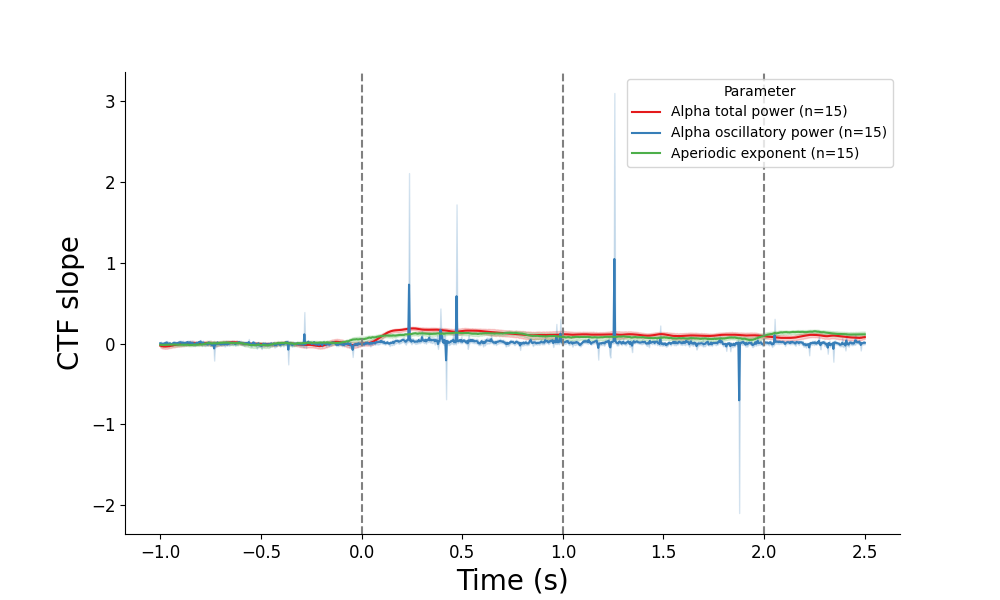 Parameter
Alpha total power (n=15)
Alpha oscillatory power (n=15)
Aperiodic exponent (n=15)
CTF slope
3
2
1
0
−1
−2
−1.0
−0.5
0.0
0.5
1.0
1.5
2.0
2.5
Time (s)